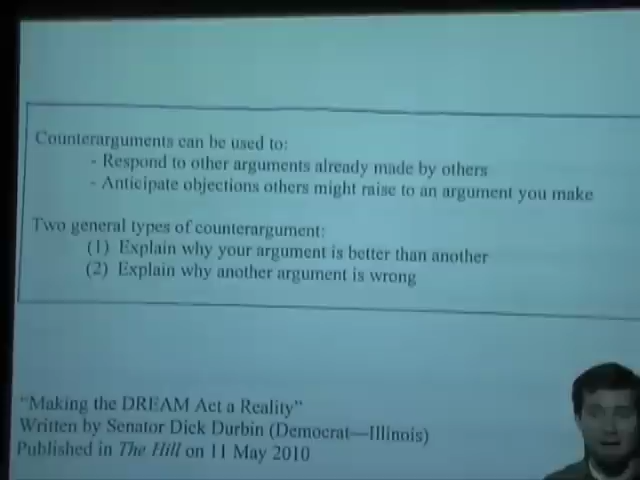 Counterarguments can be used to:
- Respond to other arguments already made by others
- Anticipate objections others might raise to an argument you make
Two general types of counterargument:
(1) Explain why your argument is better than another
(2) Explain why another argument is wrong
"Making the DREAM Act a Reality"
Written by Senator Dick Durbin (Democrat—Illinois)
Published in The Hill on 11 May 2010